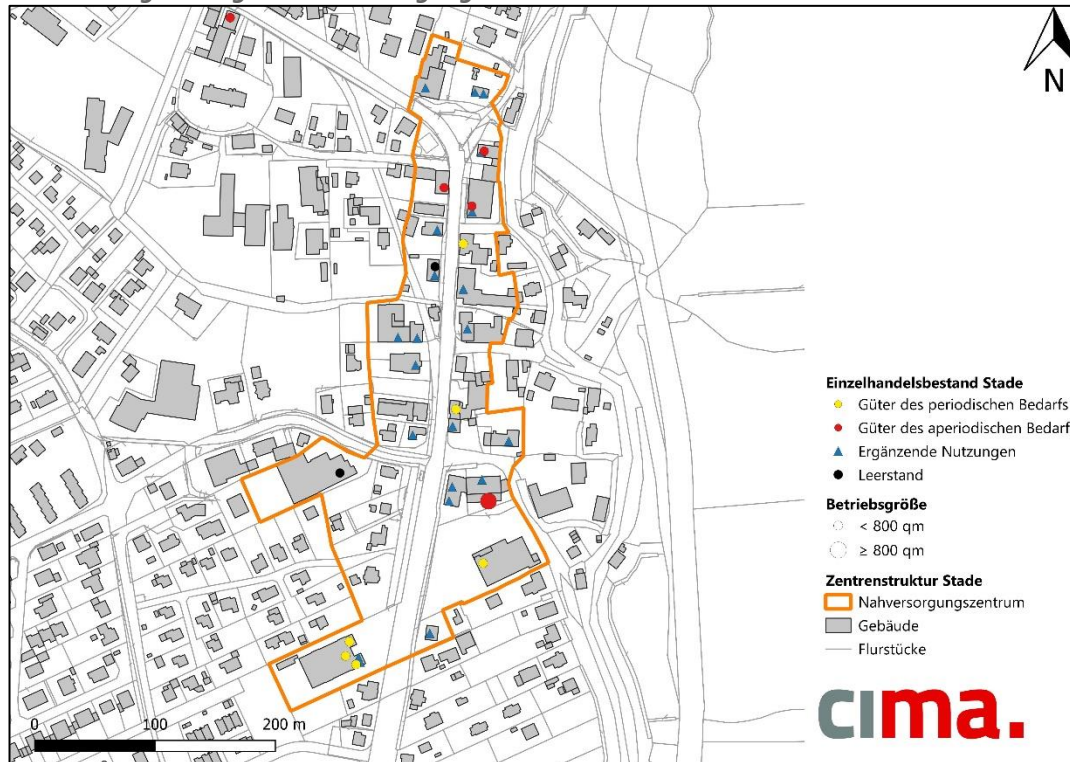 N
Einzelhandelsbestand Stade
Güter des periodischen Bedarfs
Güter des aperiodischen Bedarf
Ergänzende Nutzungen
Leerstand
Betriebsgröße
< 800 qm
≥ 800 qm
Zentrenstruktur Stade
Nahversorgungszentrum
Gebäude
Flurstücke
0 100 200 m
cima.